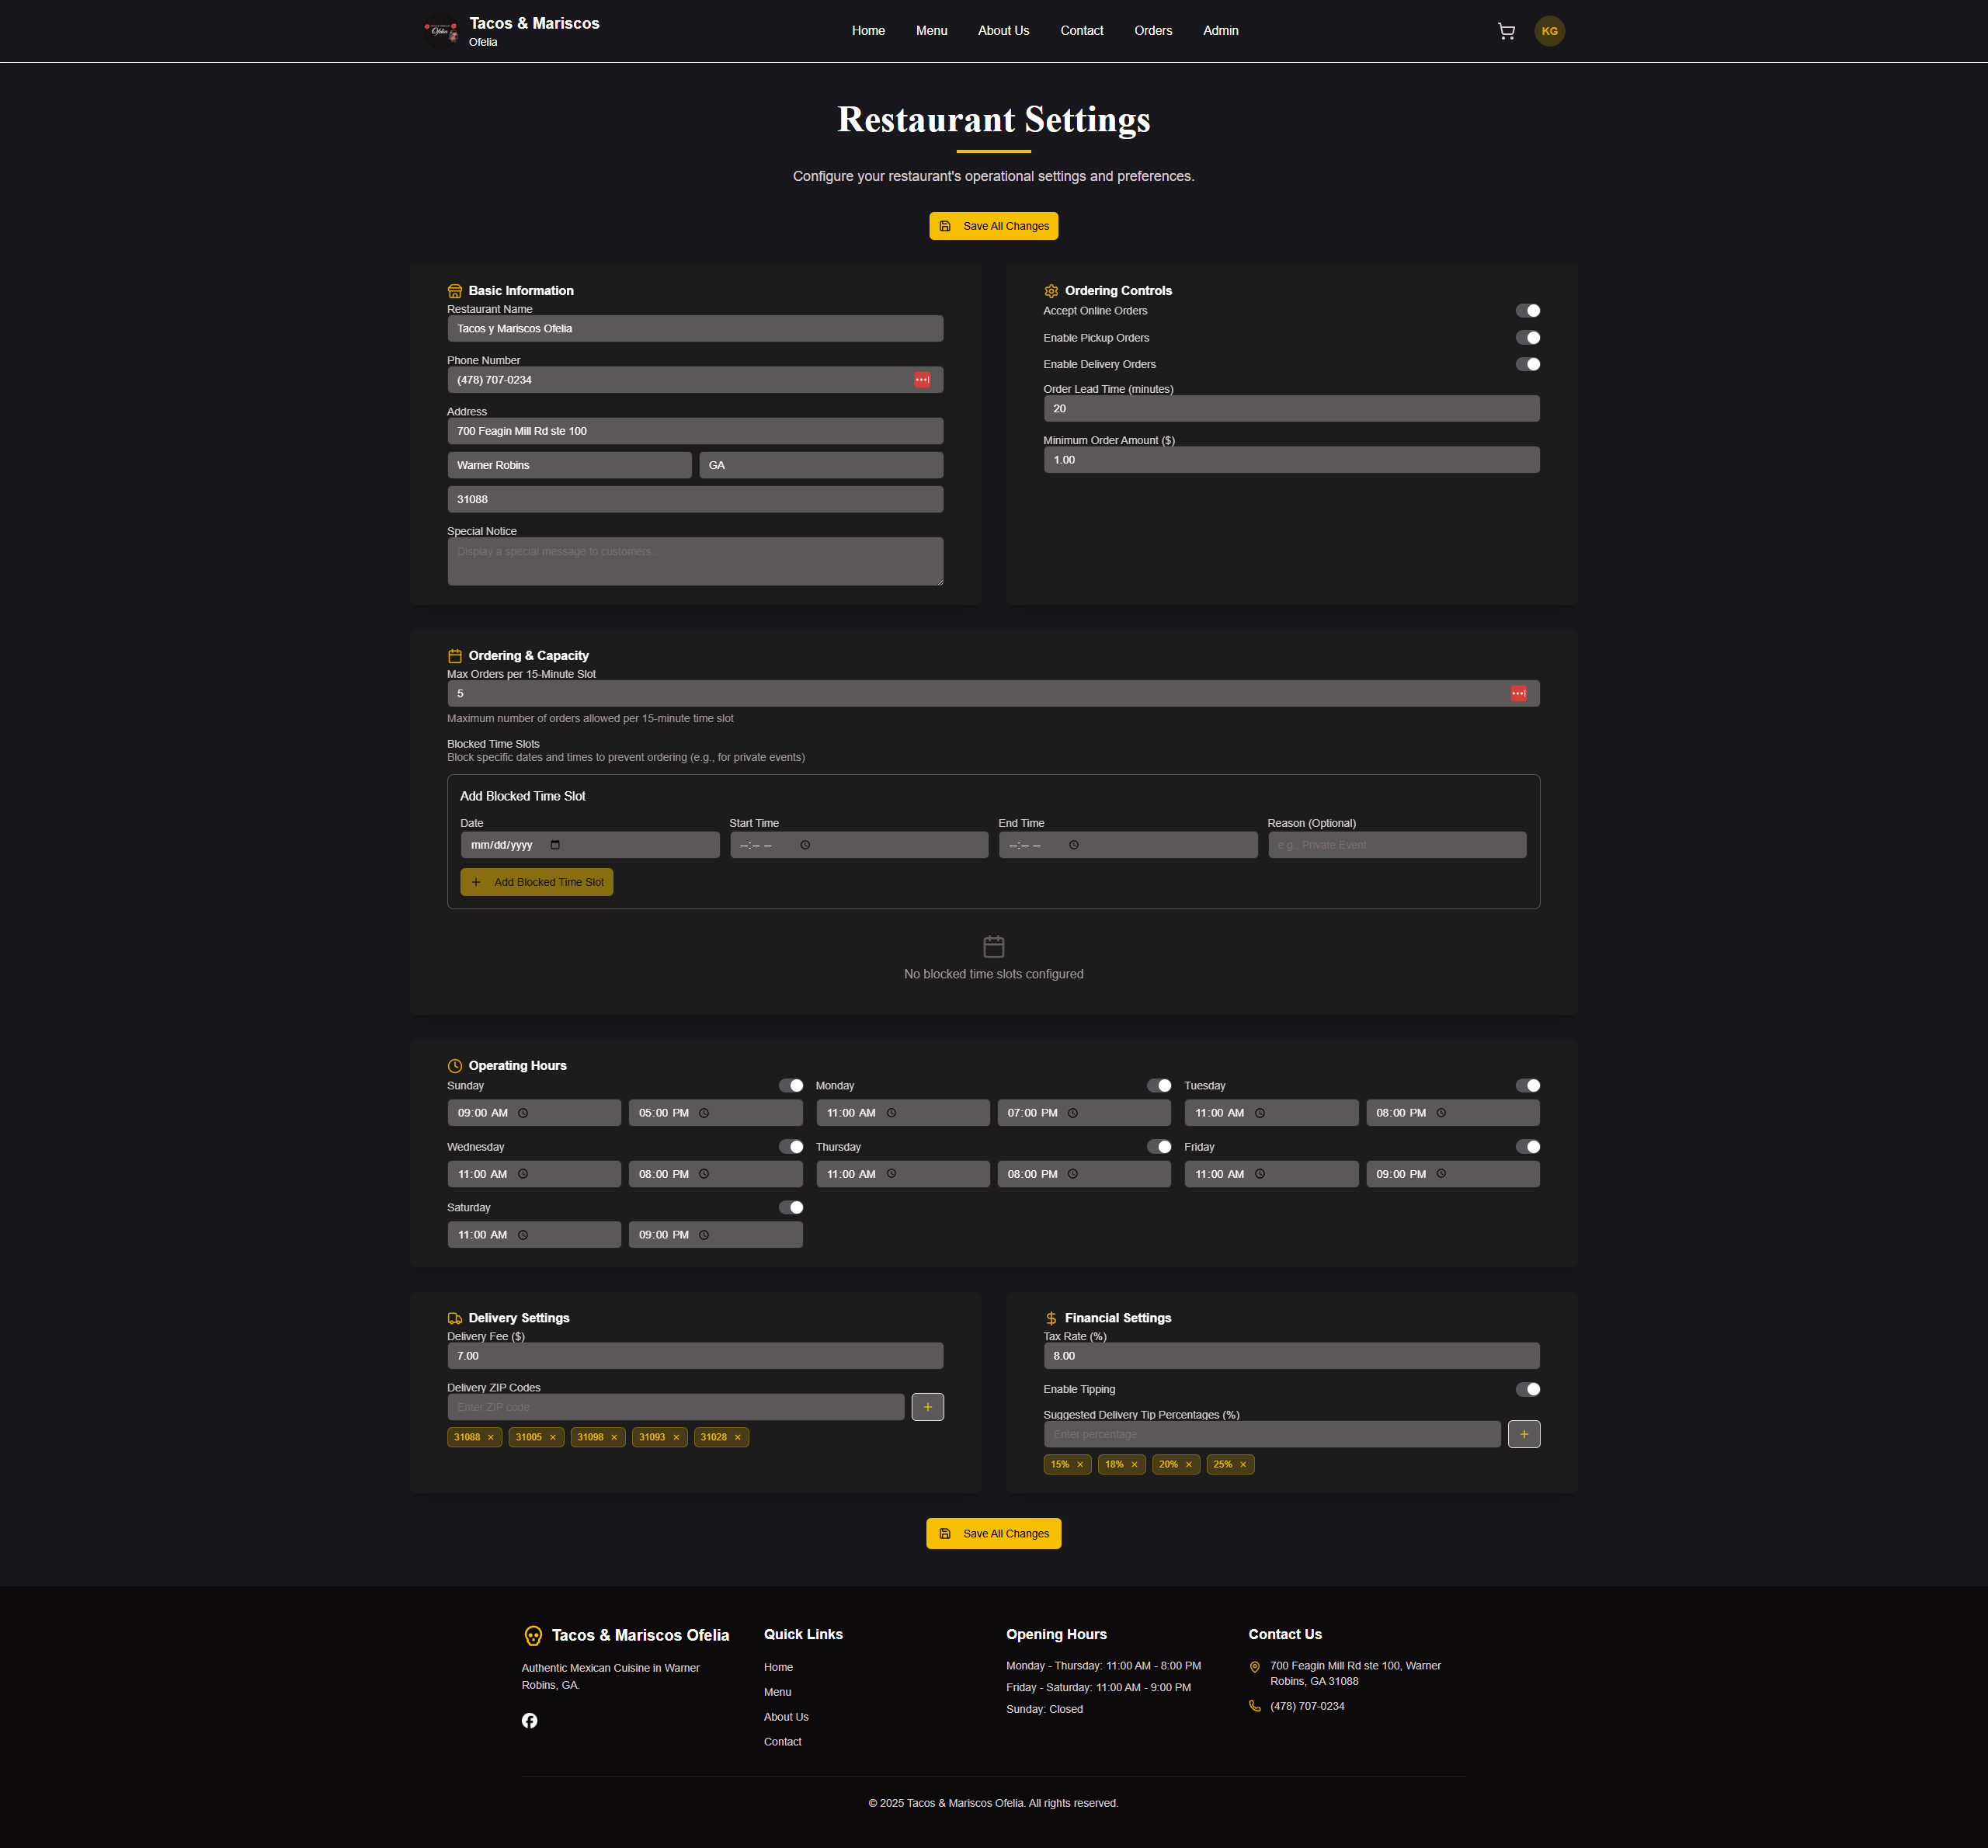 Ofelia
Tacos & Mariscos
Ofelia
Home Menu About Us Contact Orders Admin
KG
Restaurant Settings
Configure your restaurant's operational settings and preferences.
Save All Changes
Basic Information
Restaurant Name
Tacos y Mariscos Ofelia
Phone Number
(478) 707-0234
Address
700 Feagin Mill Rd ste 100
Warner Robins GA
31088
Special Notice
Display a special message to customers...
Ordering Controls
Accept Online Orders
Enable Pickup Orders
Enable Delivery Orders
Order Lead Time (minutes)
20
Minimum Order Amount ($)
1.00
Ordering & Capacity
Max Orders per 15-Minute Slot
5
Maximum number of orders allowed per 15-minute time slot
Blocked Time Slots
Block specific dates and times to prevent ordering (e.g., for private events)
Add Blocked Time Slot
Date Start Time End Time Reason (Optional)
mm/dd/yyyy --:-- -- --:-- -- e.g., Private Event
Add Blocked Time Slot
No blocked time slots configured
Operating Hours
Sunday Monday Tuesday
09:00 AM 05:00 PM 11:00 AM 07:00 PM 11:00 AM 08:00 PM
Wednesday Thursday Friday
11:00 AM 08:00 PM 11:00 AM 08:00 PM 11:00 AM 09:00 PM
Saturday
11:00 AM 09:00 PM
Delivery Settings
Delivery Fee ($)
7.00
Delivery ZIP Codes
Enter ZIP code
31088 × 31005 × 31098 × 31093 × 31028 ×
Financial Settings
Tax Rate (%)
8.00
Enable Tipping
Suggested Delivery Tip Percentages (%)
Enter percentage
15% × 18% × 20% × 25% ×
Save All Changes
Tacos & Mariscos Ofelia
Authentic Mexican Cuisine in Warner
Robins, GA.
Quick Links
Home
Menu
About Us
Contact
Opening Hours
Monday - Thursday: 11:00 AM - 8:00 PM
Friday - Saturday: 11:00 AM - 9:00 PM
Sunday: Closed
Contact Us
700 Feagin Mill Rd ste 100, Warner
Robins, GA 31088
(478) 707-0234
© 2025 Tacos & Mariscos Ofelia. All rights reserved.